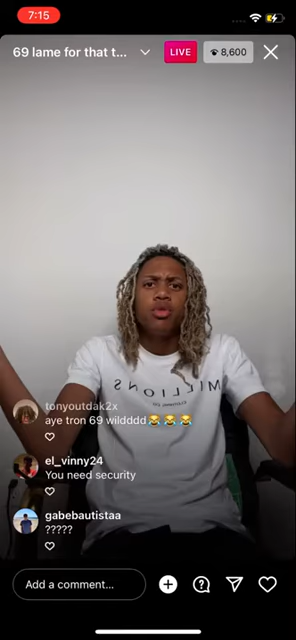 7:15
69 lame for that t...
LIVE
8,600
MILLIONS
tonyoutdak2x
aye tron 69 wildddd😂😂😂
el_vinny24
You need security
gabebautistaa
?????
Add a comment...